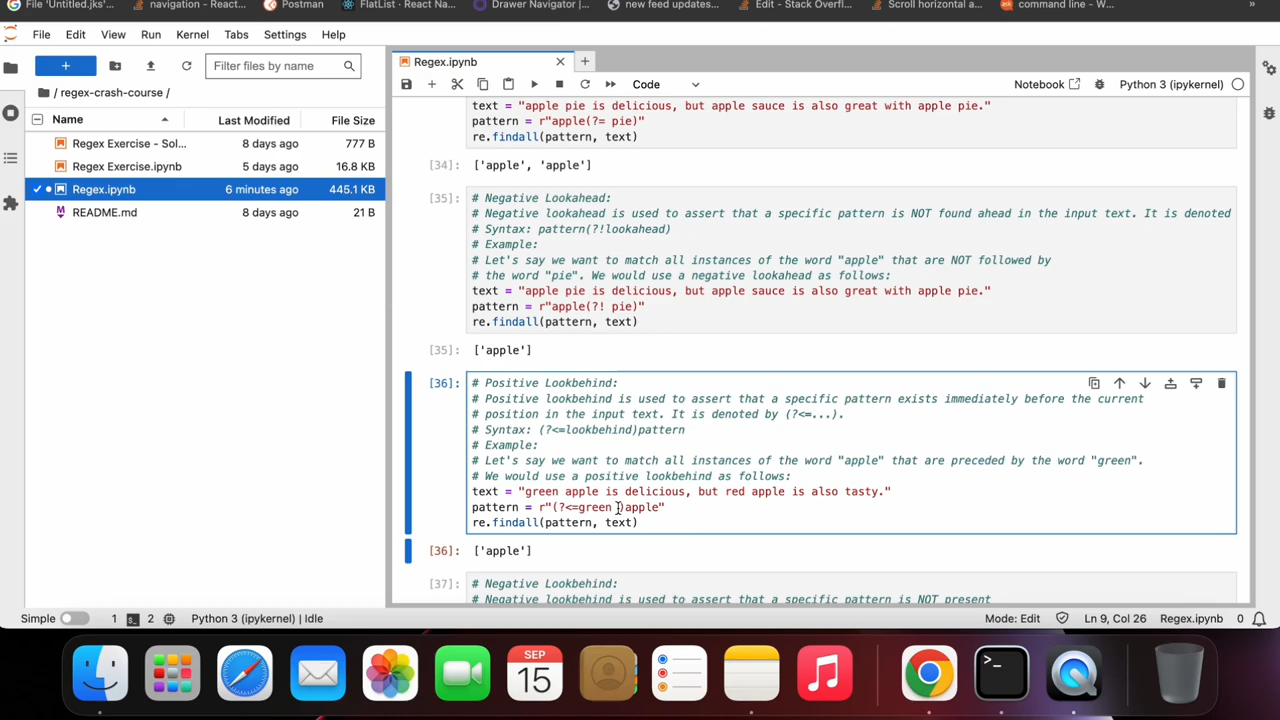 File 'Untitled.jks'...
navigation - React...
Postman
FlatList · React Na...
Drawer Navigator |...
new feed updates...
Edit - Stack Overfl...
Scroll horizontal a...
command line - W...
»
File Edit View Run Kernel Tabs Settings Help
+
Filter files by name
/ regex-crash-course /
Name Last Modified File Size
Regex Exercise - Sol... 8 days ago 777 B
Regex Exercise.ipynb 5 days ago 16.8 KB
Regex.ipynb 6 minutes ago 445.1 KB
README.md 8 days ago 21 B
Regex.ipynb
Code
Notebook
Python 3 (ipykernel)
text = "apple pie is delicious, but apple sauce is also great with apple pie."
pattern = r"apple(?= pie)"
re.findall(pattern, text)
[34]: ['apple', 'apple']
[35]: # Negative Lookahead:
# Negative lookahead is used to assert that a specific pattern is NOT found ahead in the input text. It is denoted
# Syntax: pattern(?!lookahead)
# Example:
# Let's say we want to match all instances of the word "apple" that are NOT followed by
# the word "pie". We would use a negative lookahead as follows:
text = "apple pie is delicious, but apple sauce is also great with apple pie."
pattern = r"apple(?! pie)"
re.findall(pattern, text)
[35]: ['apple']
[36]: # Positive Lookbehind:
# Positive lookbehind is used to assert that a specific pattern exists immediately before the current
# position in the input text. It is denoted by (?<=...).
# Syntax: (?<=lookbehind)pattern
# Example:
# Let's say we want to match all instances of the word "apple" that are preceded by the word "green".
# We would use a positive lookbehind as follows:
text = "green apple is delicious, but red apple is also tasty."
pattern = r"(?<=green )apple"
re.findall(pattern, text)
[36]: ['apple']
[37]: # Negative Lookbehind:
# Negative lookbehind is used to assert that a specific pattern is NOT present
Simple 1 2 Python 3 (ipykernel) | Idle Mode: Edit Ln 9, Col 26 Regex.ipynb 0
SEP
15
>_